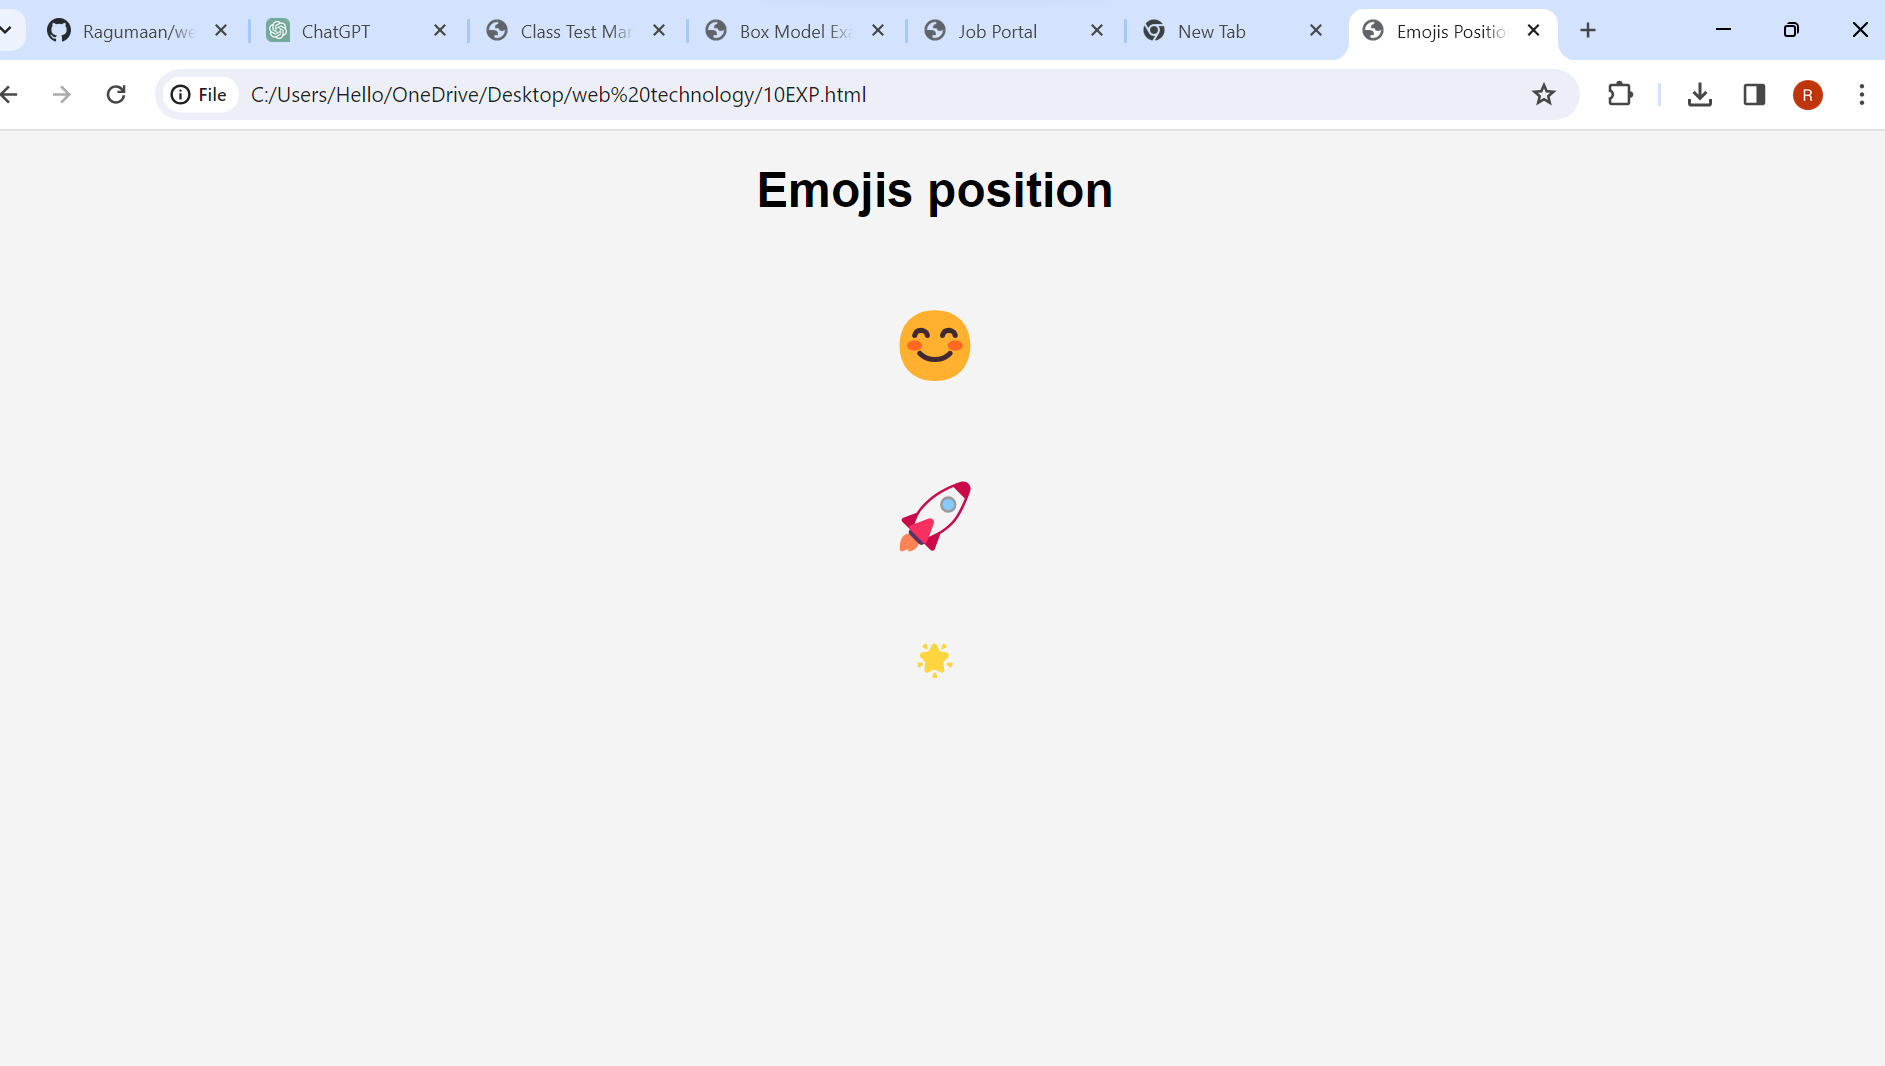 Ragumaan/we
ChatGPT
Class Test Mar
Box Model Exa
Job Portal
New Tab
Emojis Positio
File
C:/Users/Hello/OneDrive/Desktop/web%20technology/10EXP.html
R
Emojis position